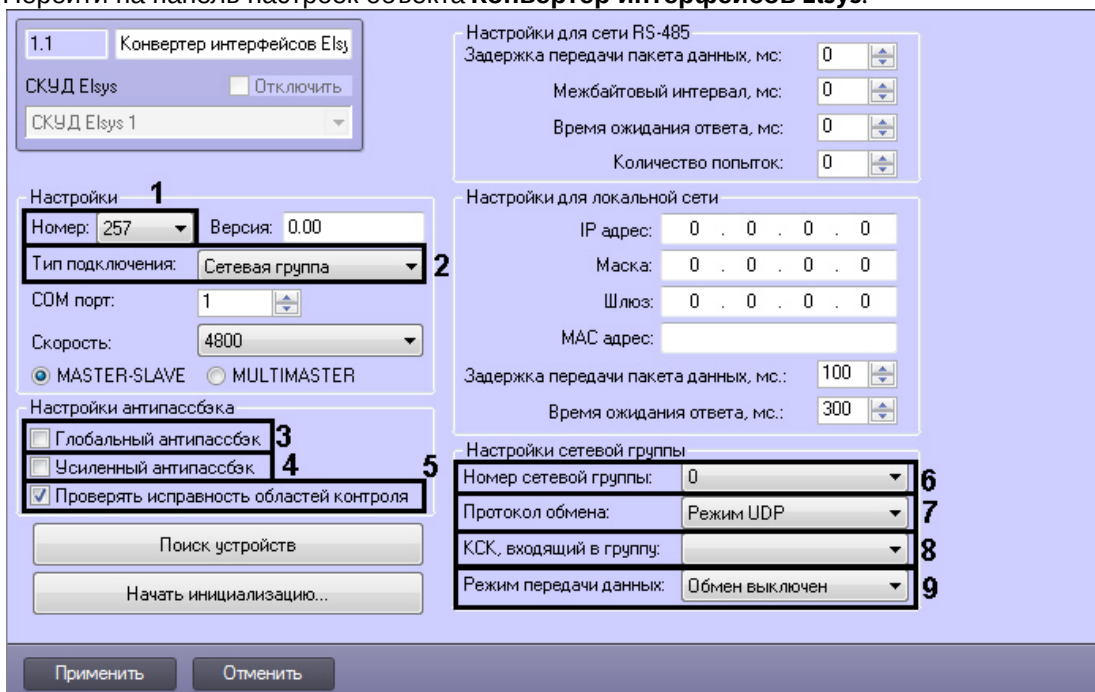 Перейти на панель настроек объекта Конвертер интерфейсов Elsys.
1.1 Конвертер интерфейсов Elsy
СКУД Elsys Отключить
СКУД Elsys 1
Настройки 1
Номер: 257 Версия: 0.00
Тип подключения: Сетевая группа 2
COM порт: 1
Скорость: 4800
MASTER-SLAVE MULTIMASTER
Настройки антипассбэка
Глобальный антипассбэк 3
Усиленный антипассбэк 4 5
Проверять исправность областей контроля
Поиск устройств
Начать инициализацию...
Настройки для сети RS-485
Задержка передачи пакета данных, мс: 0
Межбайтовый интервал, мс: 0
Время ожидания ответа, мс: 0
Количество попыток: 0
Настройки для локальной сети
IP адрес: 0 . 0 . 0 . 0
Маска: 0 . 0 . 0 . 0
Шлюз: 0 . 0 . 0 . 0
MAC адрес:
Задержка передачи пакета данных, мс.: 100
Время ожидания ответа, мс.: 300
Настройки сетевой группы
Номер сетевой группы: 0 6
Протокол обмена: Режим UDP 7
КСК, входящий в группу: 8
Режим передачи данных: Обмен выключен 9
Применить Отменить